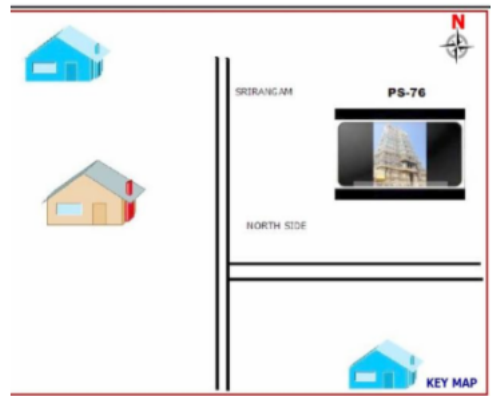 N
SRIRANGAM
PS-76
NORTH SIDE
KEY MAP